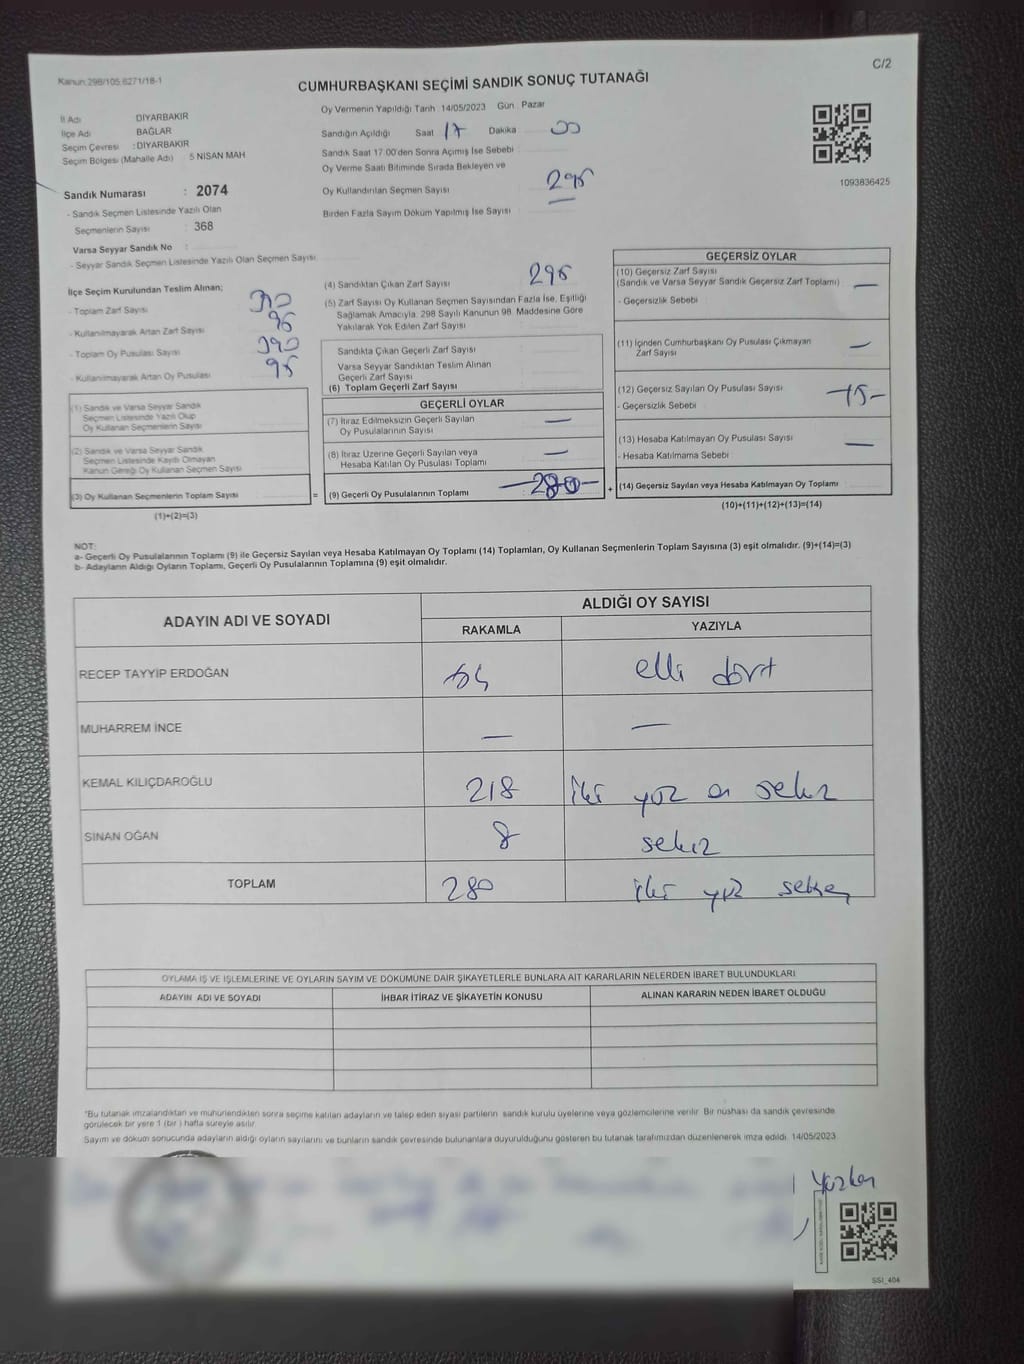 Kanun:298/105 6271/18-1
C/2
CUMHURBAŞKANI SEÇİMİ SANDIK SONUÇ TUTANAĞI
İl Adı DİYARBAKIR
İlçe Adı BAĞLAR
Seçim Çevresi : DİYARBAKIR
Seçim Bölgesi (Mahalle Adı) 5 NİSAN MAH
Sandık Numarası : 2074
- Sandık Seçmen Listesinde Yazılı Olan
Seçmenlerin Sayısı : 368
Varsa Seyyar Sandık No :
- Seyyar Sandık Seçmen Listesinde Yazılı Olan Seçmen Sayısı
Oy Vermenin Yapıldığı Tarih 14/05/2023 Gün Pazar
Sandığın Açıldığı Saat 17 Dakika 00
Sandık Saat 17:00'den Sonra Açımış İse Sebebi
Oy Verme Saati Bitiminde Sırada Bekleyen ve
Oy Kullandırılan Seçmen Sayısı 295
Birden Fazla Sayım Döküm Yapılmış İse Sayısı
1093836425
İlçe Seçim Kurulundan Teslim Alınan;
- Toplam Zarf Sayısı 390
- Kullanılmayarak Artan Zarf Sayısı 95
- Toplam Oy Pusulası Sayısı 390
- Kullanılmayarak Artan Oy Pusulası 95
(1) Sandık ve Varsa Seyyar Sandık
Seçmen Listesinde Yazılı Olup
Oy Kullanan Seçmenlerin Sayısı
(2) Sandık ve Varsa Seyyar Sandık
Seçmen Listesinde Kayıtlı Olmayan
Kanun Gereği Oy Kullanan Seçmen Sayısı
(3) Oy Kullanan Seçmenlerin Toplam Sayısı
(1)+(2)=(3)
=
(4) Sandıktan Çıkan Zarf Sayısı 295
(5) Zarf Sayısı Oy Kullanan Seçmen Sayısından Fazla İse, Eşitliği
Sağlamak Amacıyla; 298 Sayılı Kanunun 98. Maddesine Göre
Yakılarak Yok Edilen Zarf Sayısı
Sandıkta Çıkan Geçerli Zarf Sayısı
Varsa Seyyar Sandıktan Teslim Alınan
Geçerli Zarf Sayısı
(6) Toplam Geçerli Zarf Sayısı
GEÇERLİ OYLAR
(7) İtiraz Edilmeksizin Geçerli Sayılan
Oy Pusulalarının Sayısı —
(8) İtiraz Üzerine Geçerli Sayılan veya
Hesaba Katılan Oy Pusulası Toplamı —
(9) Geçerli Oy Pusulalarının Toplamı —280—
+
GEÇERSİZ OYLAR
(10) Geçersiz Zarf Sayısı
(Sandık ve Varsa Seyyar Sandık Geçersiz Zarf Toplamı) —
- Geçersizlik Sebebi
(11) İçinden Cumhurbaşkanı Oy Pusulası Çıkmayan
Zarf Sayısı —
(12) Geçersiz Sayılan Oy Pusulası Sayısı -15-
- Geçersizlik Sebebi
(13) Hesaba Katılmayan Oy Pusulası Sayısı —
- Hesaba Katılmama Sebebi
(14) Geçersiz Sayılan veya Hesaba Katılmayan Oy Toplamı
(10)+(11)+(12)+(13)=(14)
NOT:
a- Geçerli Oy Pusulalarının Toplamı (9) ile Geçersiz Sayılan veya Hesaba Katılmayan Oy Toplamı (14) Toplamları, Oy Kullanan Seçmenlerin Toplam Sayısına (3) eşit olmalıdır. (9)+(14)=(3)
b- Adayların Aldığı Oyların Toplamı, Geçerli Oy Pusulalarının Toplamına (9) eşit olmalıdır.
ADAYIN ADI VE SOYADI ALDIĞI OY SAYISI
RAKAMLA YAZIYLA
RECEP TAYYİP ERDOĞAN 54 elli dört
MUHARREM İNCE — —
KEMAL KILIÇDAROĞLU 218 iki yüz on sekiz
SİNAN OĞAN 8 sekiz
TOPLAM 280 iki yüz seksen
OYLAMA İŞ VE İŞLEMLERİNE VE OYLARIN SAYIM VE DÖKÜMÜNE DAİR ŞİKAYETLERLE BUNLARA AİT KARARLARIN NELERDEN İBARET BULUNDUKLARI
ADAYIN ADI VE SOYADI İHBAR İTİRAZ VE ŞİKAYETİN KONUSU ALINAN KARARIN NEDEN İBARET OLDUĞU
"Bu tutanak imzalandıktan ve mühürlendikten sonra seçime katılan adayların ve talep eden siyasi partilerin sandık kurulu üyelerine veya gözlemcilerine verilir. Bir nüshası da sandık çevresinde
görülecek bir yere 1 (bir) hafta süreyle asılır.
Sayım ve döküm sonucunda adayların aldığı oyların sayılarını ve bunların sandık çevresinde bulunanlara duyurulduğunu gösteren bu tutanak tarafımızdan düzenlenerek imza edildi. 14/05/2023
SSI_404